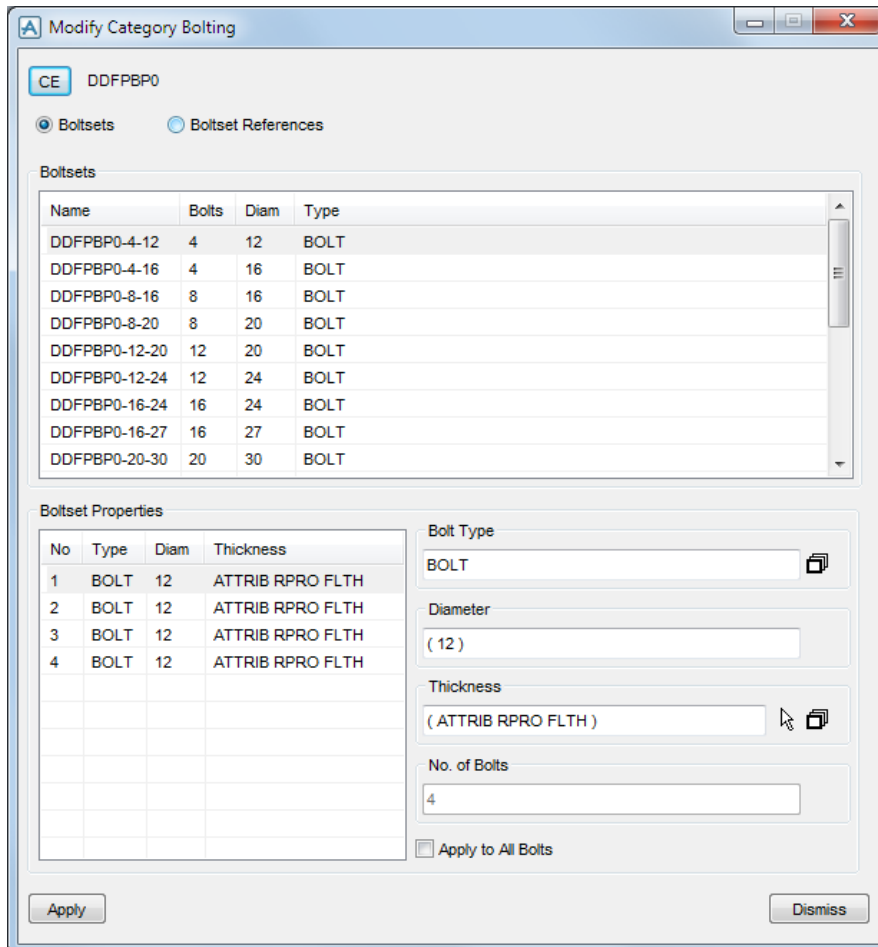 Modify Category Bolting
CE DDFPBP0
Boltsets Boltset References
Boltsets
Name Bolts Diam Type
DDFPBP0-4-12 4 12 BOLT
DDFPBP0-4-16 4 16 BOLT
DDFPBP0-8-16 8 16 BOLT
DDFPBP0-8-20 8 20 BOLT
DDFPBP0-12-20 12 20 BOLT
DDFPBP0-12-24 12 24 BOLT
DDFPBP0-16-24 16 24 BOLT
DDFPBP0-16-27 16 27 BOLT
DDFPBP0-20-30 20 30 BOLT
Boltset Properties
No Type Diam Thickness
1 BOLT 12 ATTRIB RPRO FLTH
2 BOLT 12 ATTRIB RPRO FLTH
3 BOLT 12 ATTRIB RPRO FLTH
4 BOLT 12 ATTRIB RPRO FLTH
Bolt Type
BOLT
Diameter
( 12 )
Thickness
( ATTRIB RPRO FLTH )
No. of Bolts
4
Apply to All Bolts
Apply Dismiss